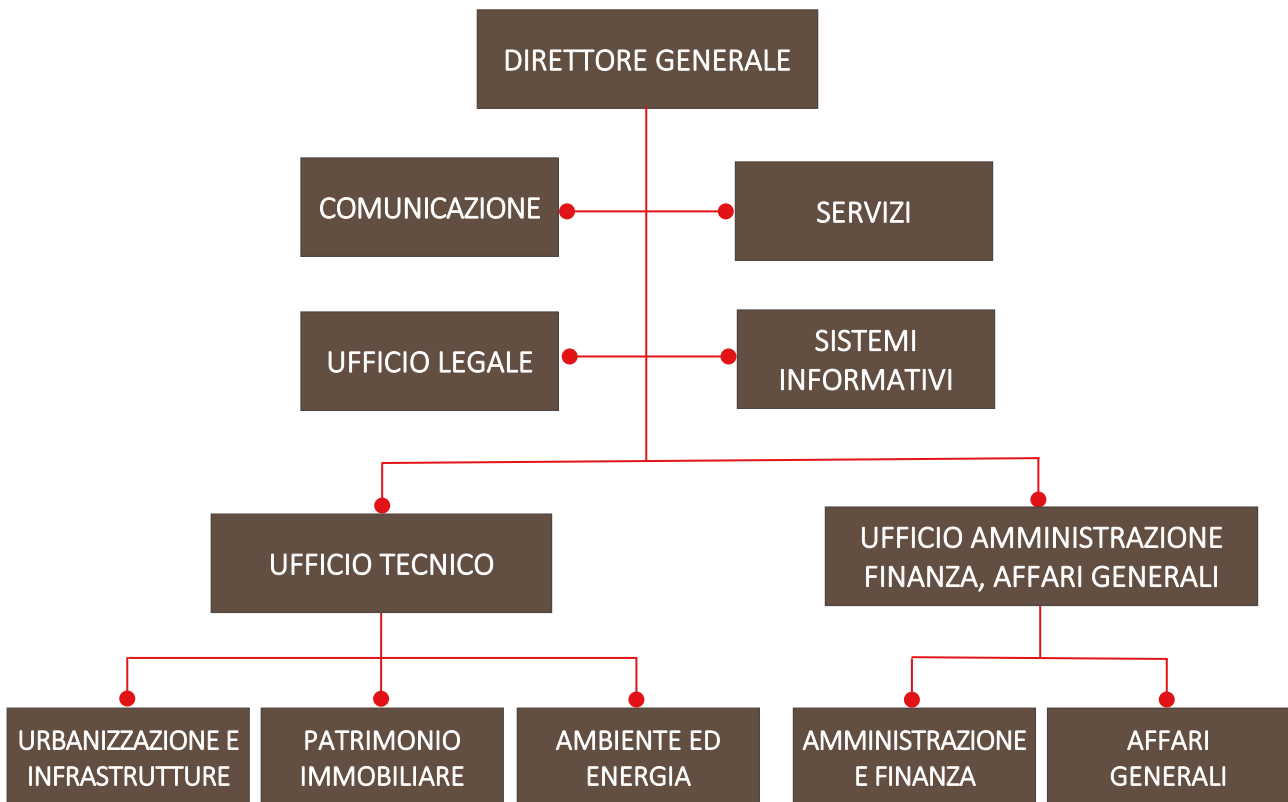 DIRETTORE GENERALE
COMUNICAZIONE
SERVIZI
UFFICIO LEGALE
SISTEMI
INFORMATIVI
UFFICIO TECNICO
UFFICIO AMMINISTRAZIONE
FINANZA, AFFARI GENERALI
URBANIZZAZIONE E
INFRASTRUTTURE
PATRIMONIO
IMMOBILIARE
AMBIENTE ED
ENERGIA
AMMINISTRAZIONE
E FINANZA
AFFARI
GENERALI